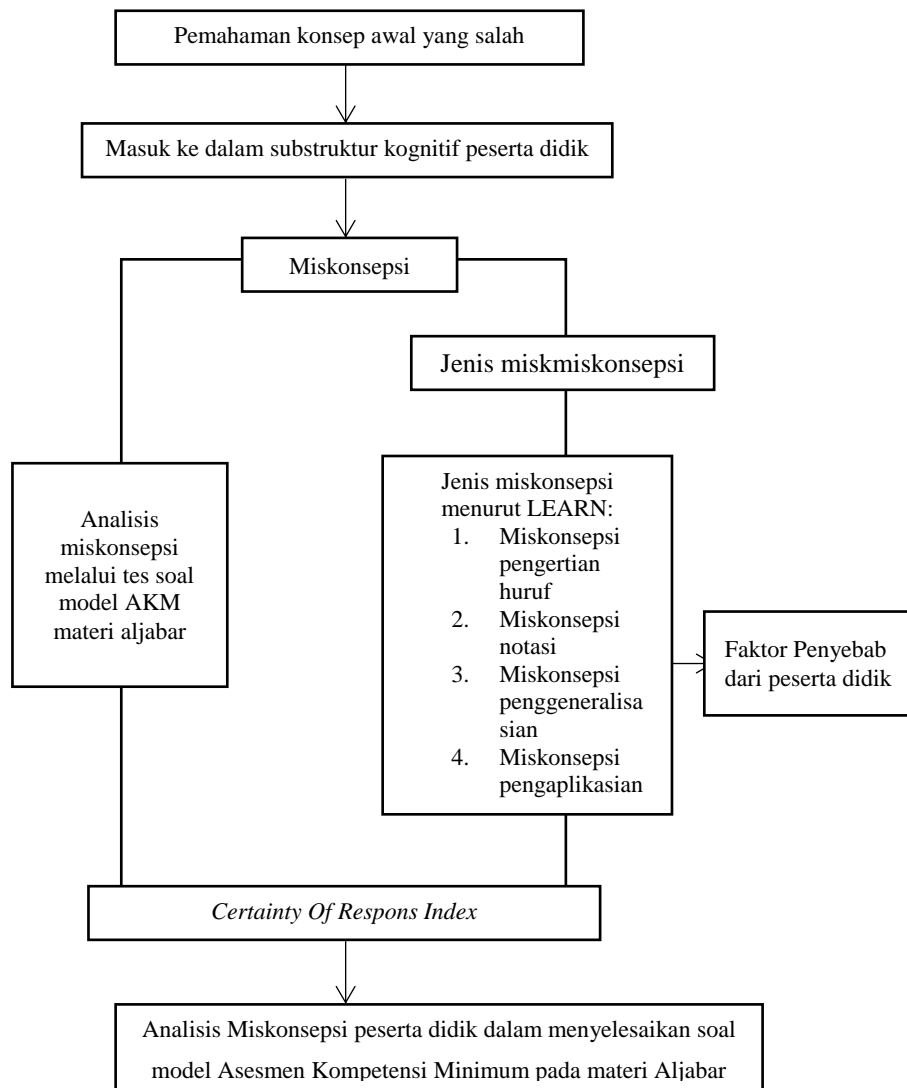 Pemahaman konsep awal yang salah
Masuk ke dalam substruktur kognitif peserta didik
Miskonsepsi
Jenis miskmiskonsepsi
Analisis
miskonsepsi
melalui tes soal
model AKM
materi aljabar
Jenis miskonsepsi
menurut LEARN:
1. Miskonsepsi
pengertian
huruf
2. Miskonsepsi
notasi
3. Miskonsepsi
penggeneralisa
sian
4. Miskonsepsi
pengaplikasian
Faktor Penyebab
dari peserta didik
Certainty Of Respons Index
Analisis Miskonsepsi peserta didik dalam menyelesaikan soal
model Asesmen Kompetensi Minimum pada materi Aljabar